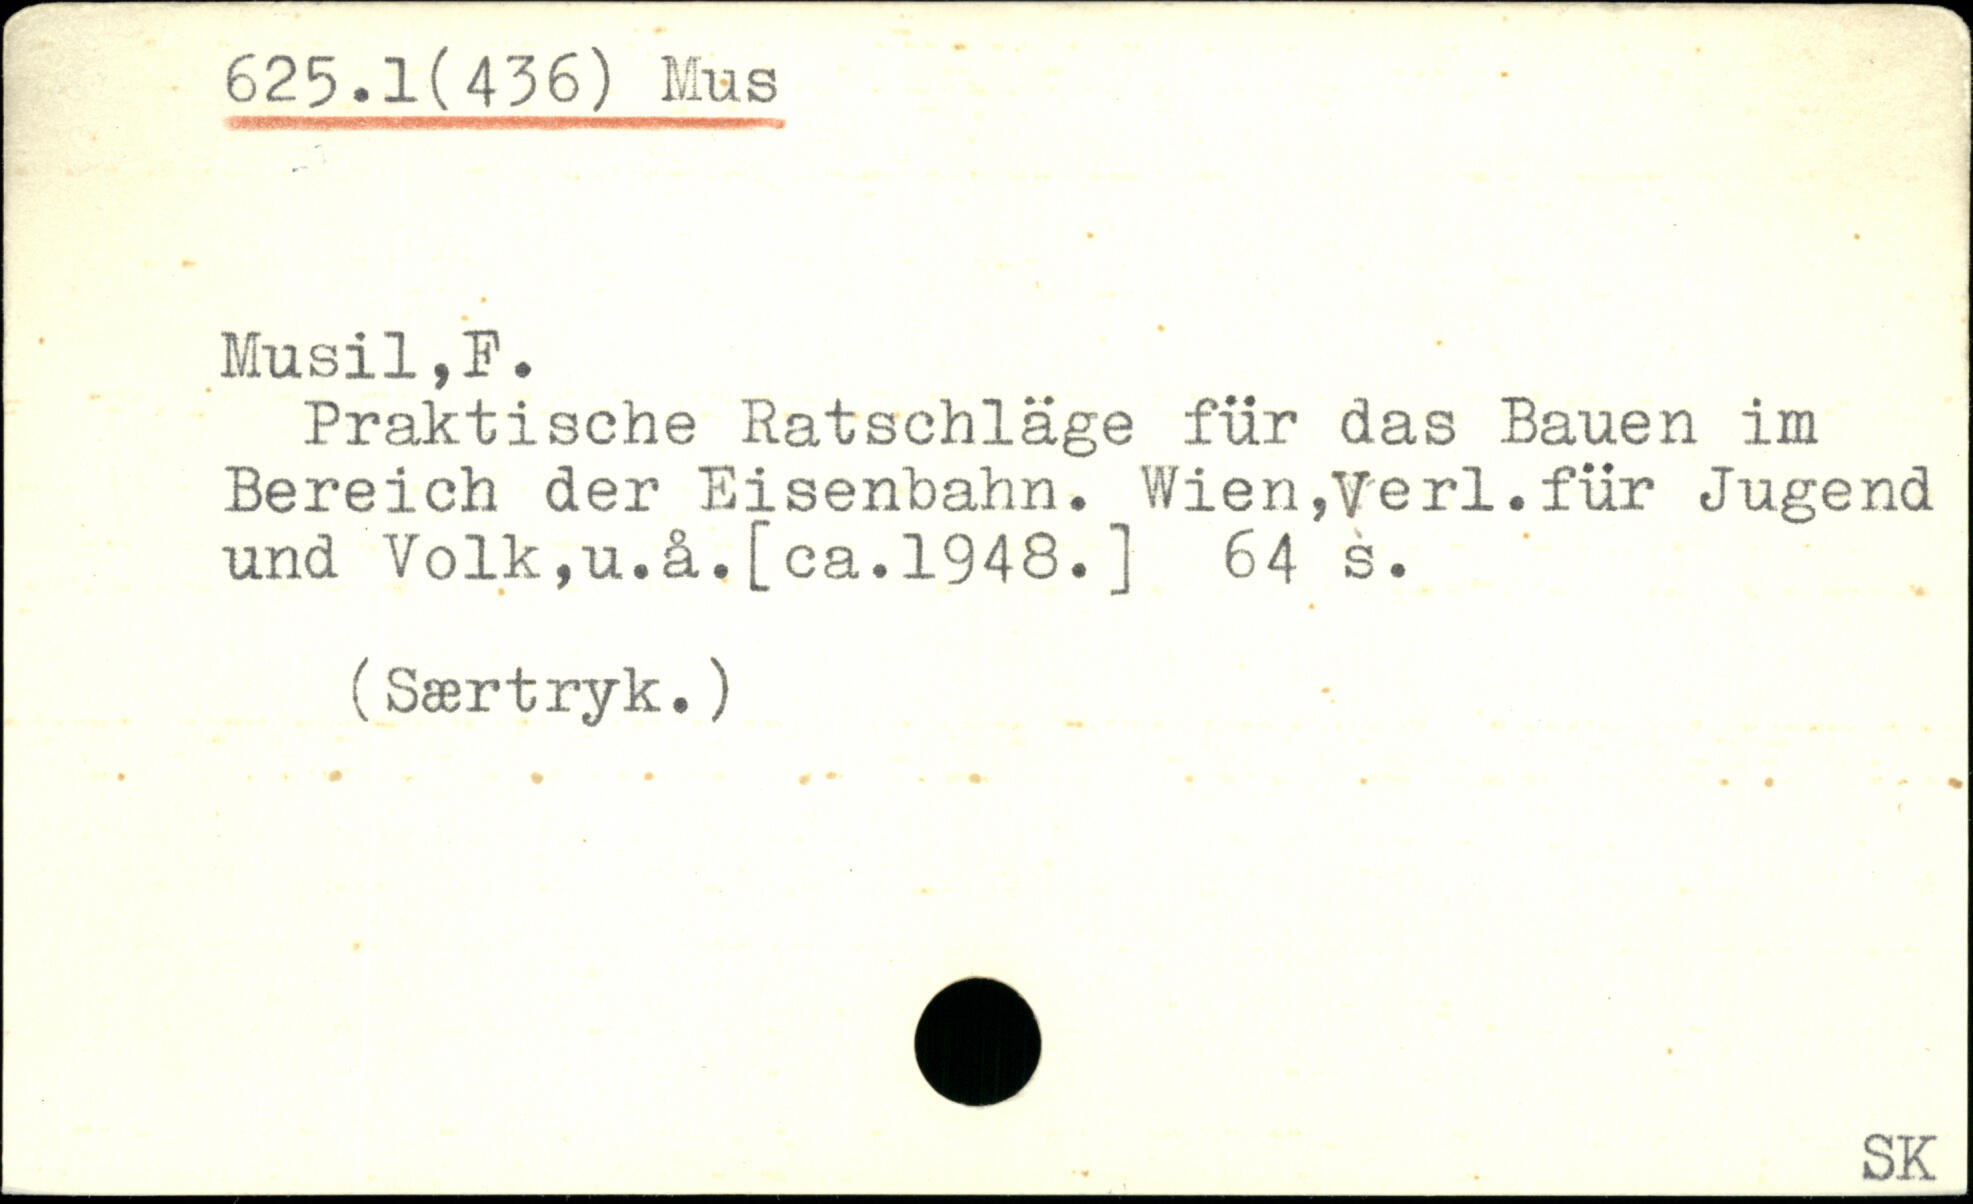 625.1(436) Mus
Musil,F.
Praktische Ratschläge für das Bauen im
Bereich der Eisenbahn. Wien,Verl.für Jugend
und Volk,u.å.[ca.1948.] 64 s.
(Særtryk.)
SK